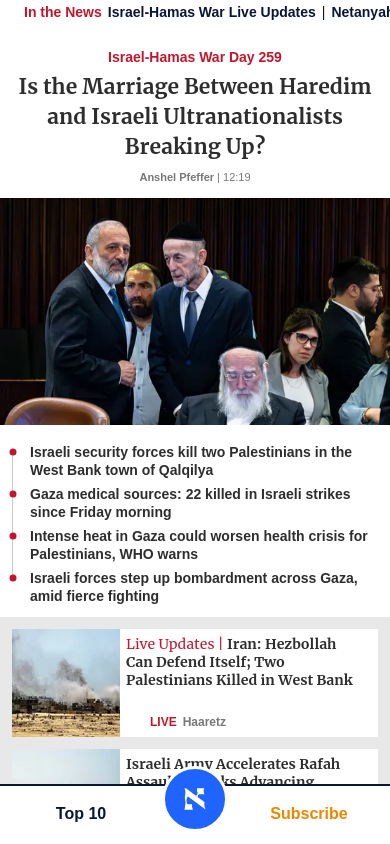 In the News Israel-Hamas War Live Updates | Netanyah
Israel-Hamas War Day 259
Is the Marriage Between Haredim
and Israeli Ultranationalists
Breaking Up?
Anshel Pfeffer | 12:19
Israeli security forces kill two Palestinians in the
West Bank town of Qalqilya
Gaza medical sources: 22 killed in Israeli strikes
since Friday morning
Intense heat in Gaza could worsen health crisis for
Palestinians, WHO warns
Israeli forces step up bombardment across Gaza,
amid fierce fighting
Live Updates | Iran: Hezbollah
Can Defend Itself; Two
Palestinians Killed in West Bank
LIVE Haaretz
Israeli Army Accelerates Rafah
Advancing
Top 10
Subscribe